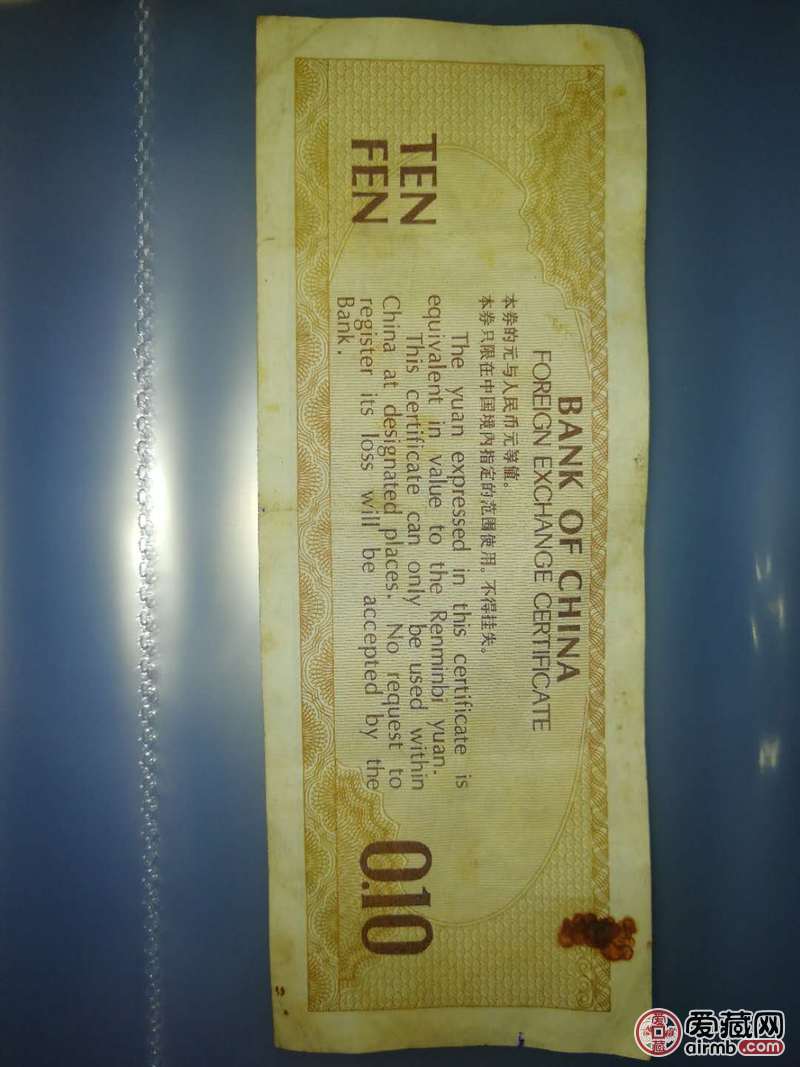 BANK OF CHINA
FOREIGN EXCHANGE CERTIFICATE
本券的元与人民币元等值。
本券只限在中国境内指定的范围使用。不得挂失。
The yuan expressed in this certificate is
equivalent in value to the Renminbi yuan.
This certificate can only be used within
China at designated places. No request to
register its loss will be accepted by the
Bank.
TEN
FEN
0.10
爱藏网
airmb.com